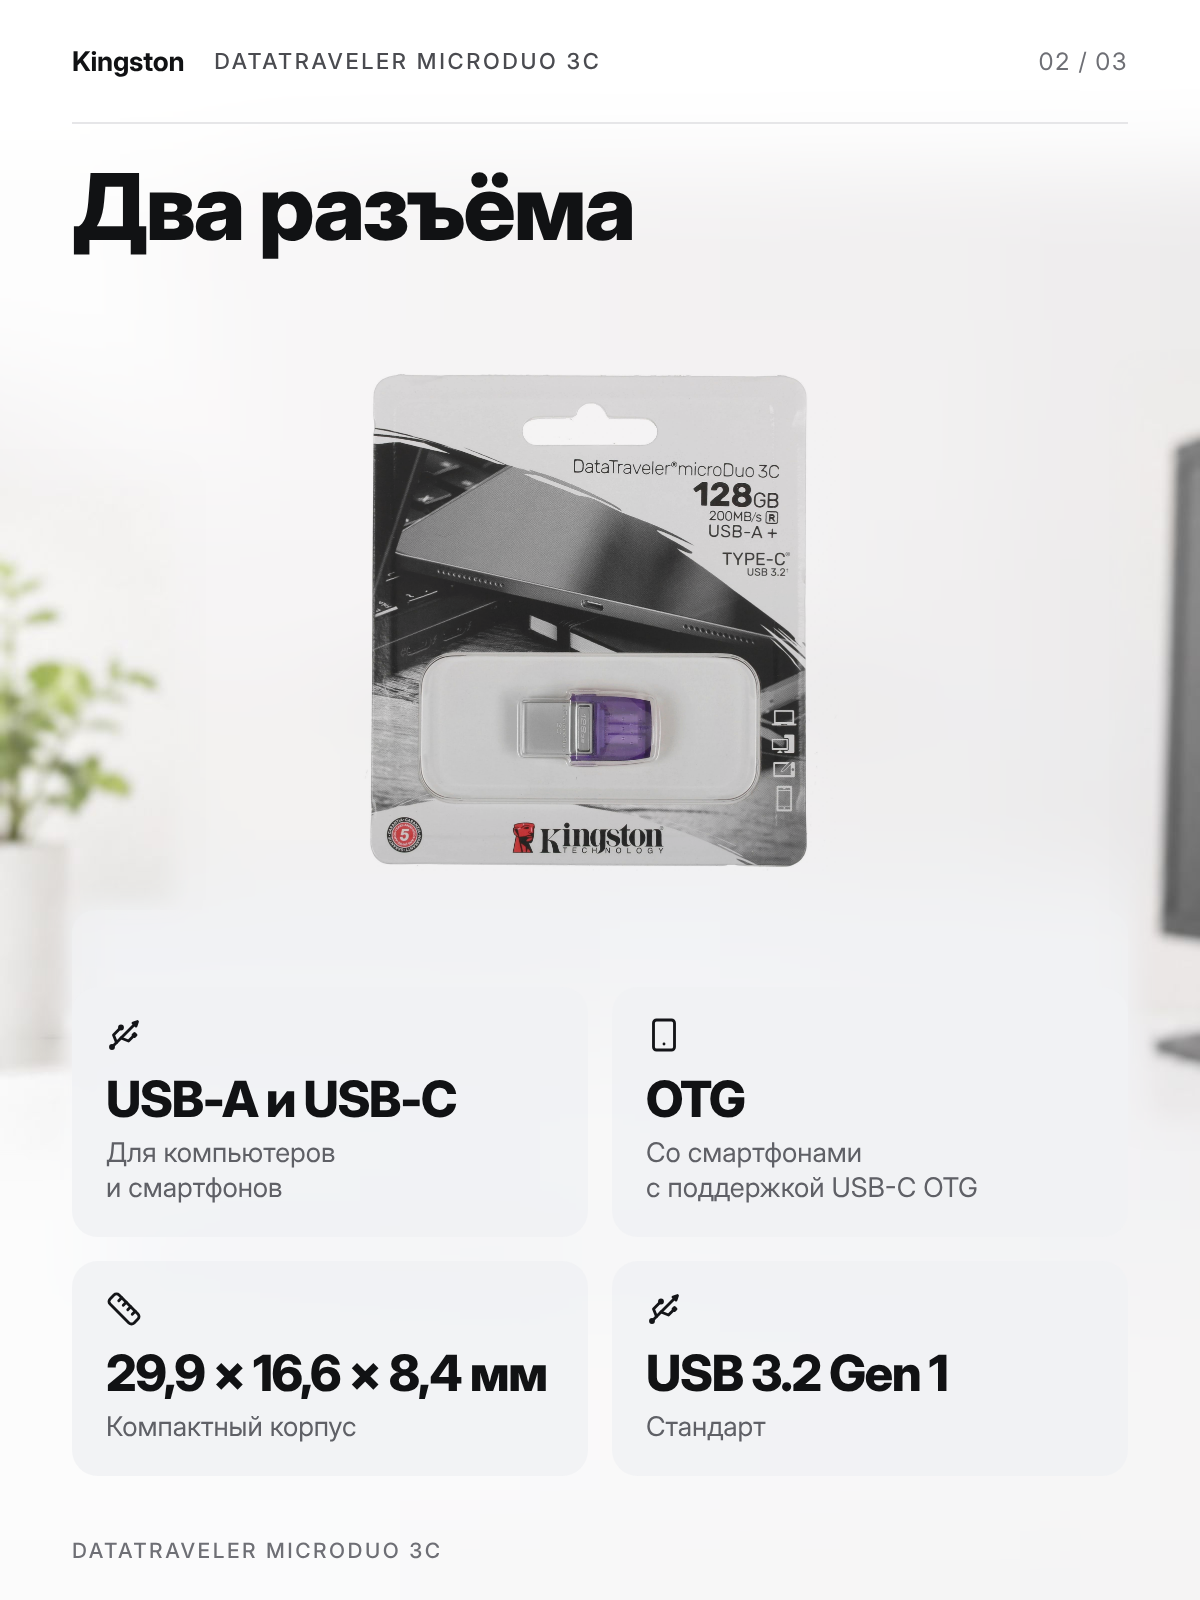 Kingston DATATRAVELER MICRODUO 3C 02 / 03
Два разъёма
DataTraveler®microDuo 3C
128GB
200MB/s R
USB-A +
TYPE-C®
USB 3.2
5
Kingston
TECHNOLOGY
USB-A и USB-C
Для компьютеров
и смартфонов
OTG
Со смартфонами
с поддержкой USB-C OTG
29,9 × 16,6 × 8,4 мм
Компактный корпус
USB 3.2 Gen 1
Стандарт
DATATRAVELER MICRODUO 3C